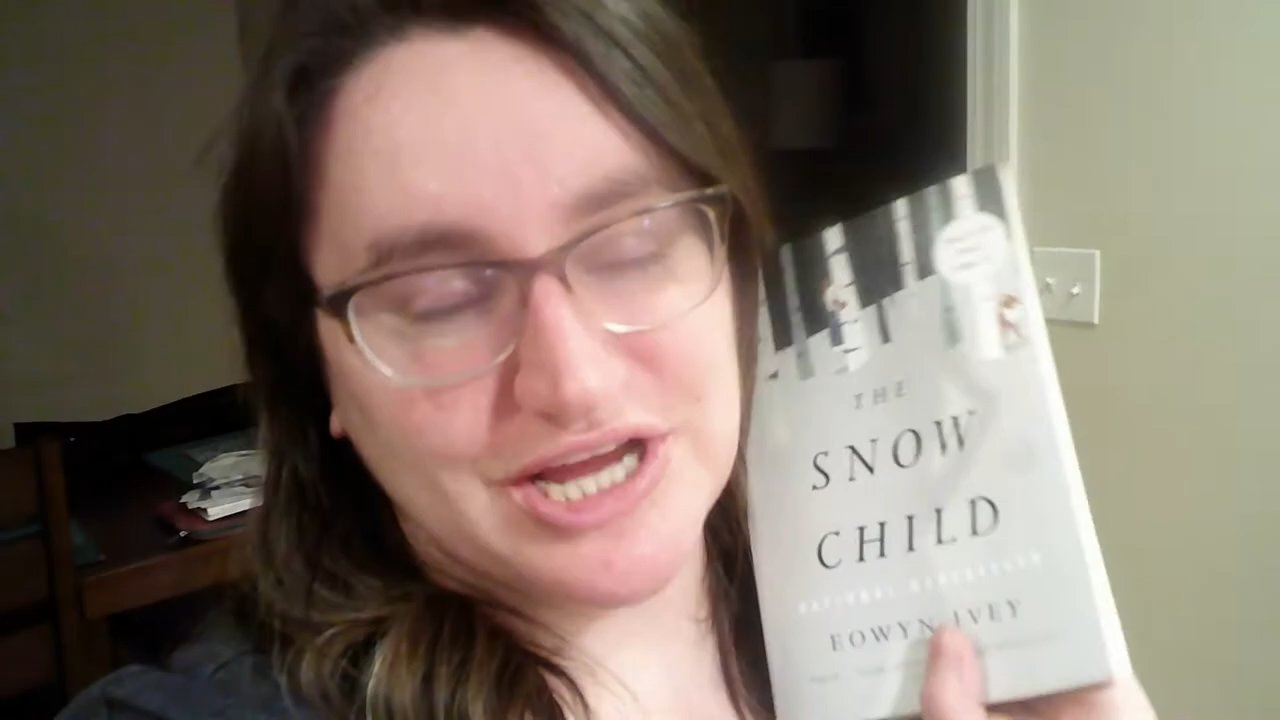 THE
SNOW
CHILD
NATIONAL BESTSELLER
EOWYN IVEY